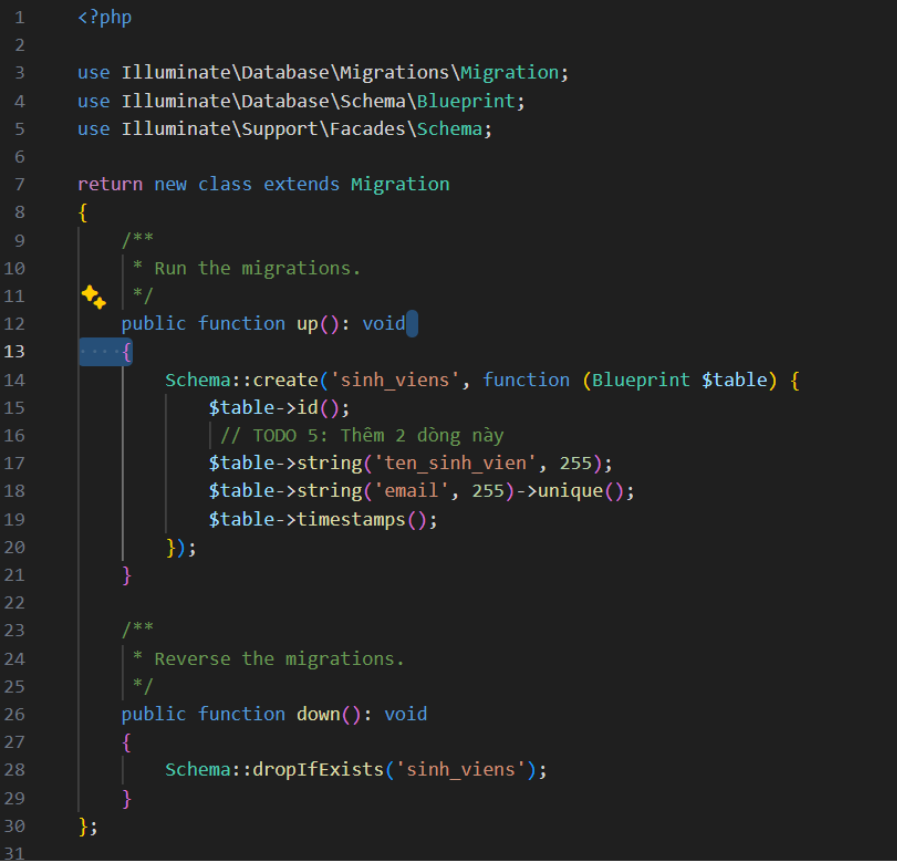 1 <?php
2
3 use Illuminate\Database\Migrations\Migration;
4 use Illuminate\Database\Schema\Blueprint;
5 use Illuminate\Support\Facades\Schema;
6
7 return new class extends Migration
8 {
9     /**
10      * Run the migrations.
11      */
12     public function up(): void
13 ····{
14         Schema::create('sinh_viens', function (Blueprint $table) {
15             $table->id();
16              // TODO 5: Thêm 2 dòng này
17             $table->string('ten_sinh_vien', 255);
18             $table->string('email', 255)->unique();
19             $table->timestamps();
20         });
21     }
22
23     /**
24      * Reverse the migrations.
25      */
26     public function down(): void
27     {
28         Schema::dropIfExists('sinh_viens');
29     }
30 };
31